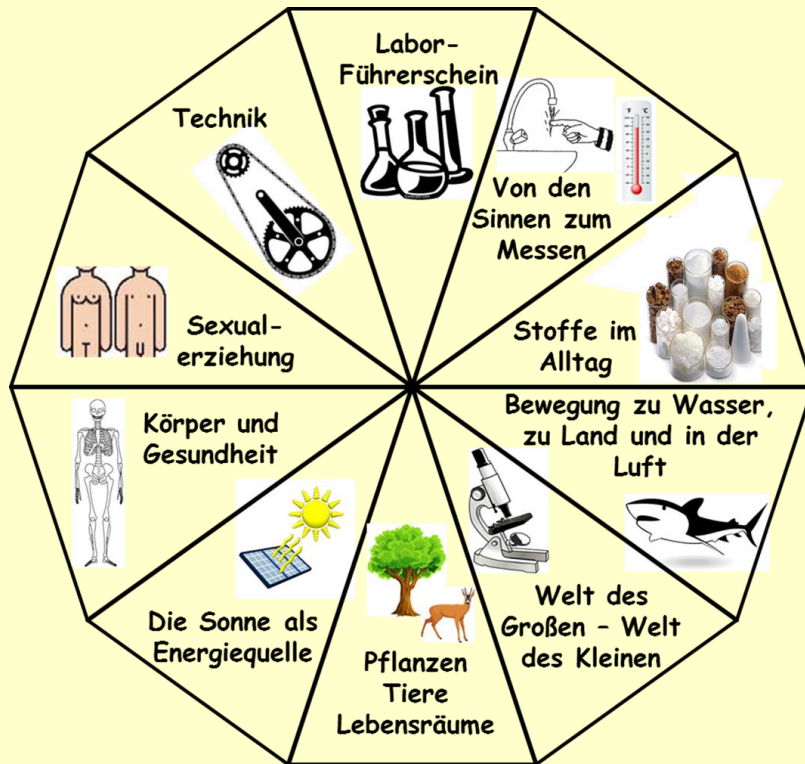 Labor-
Führerschein
Von den
Sinnen zum
Messen
°F
°C
Stoffe im
Alltag
Bewegung zu Wasser,
zu Land und in der
Luft
Welt des
Großen – Welt
des Kleinen
Pflanzen
Tiere
Lebensräume
Die Sonne als
Energiequelle
Körper und
Gesundheit
Sexual-
erziehung
Technik